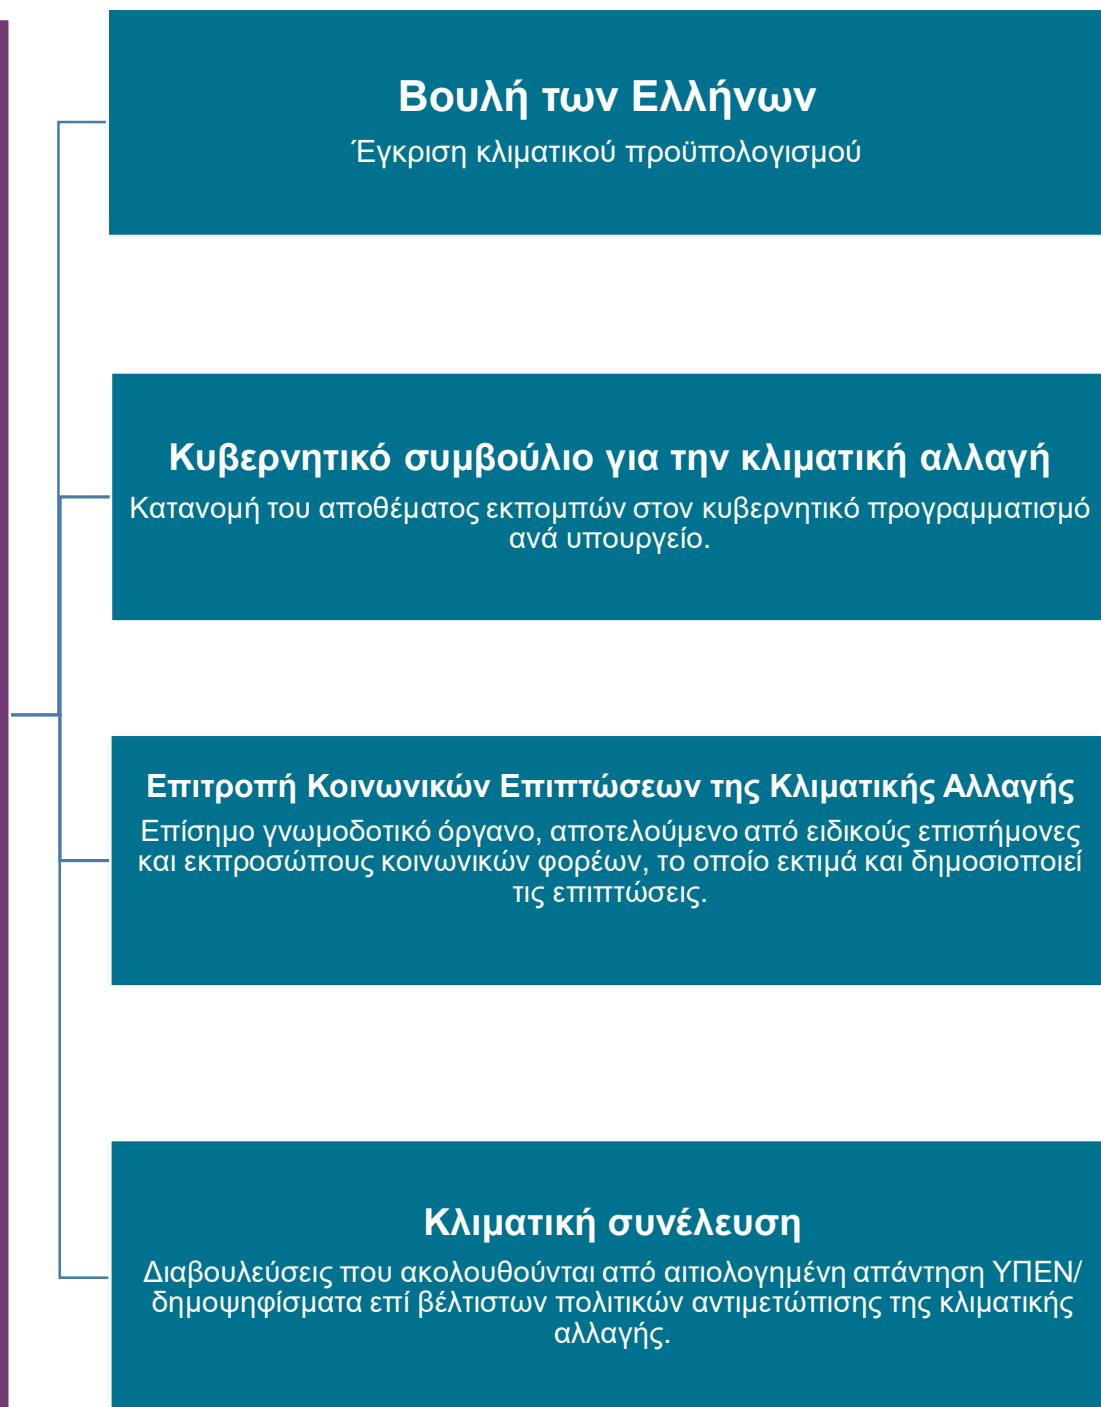 Βουλή των Ελλήνων
Έγκριση κλιματικού προϋπολογισμού
Κυβερνητικό συμβούλιο για την κλιματική αλλαγή
Κατανομή του αποθέματος εκπομπών στον κυβερνητικό προγραμματισμό
ανά υπουργείο.
Επιτροπή Κοινωνικών Επιπτώσεων της Κλιματικής Αλλαγής
Επίσημο γνωμοδοτικό όργανο, αποτελούμενο από ειδικούς επιστήμονες
και εκπροσώπους κοινωνικών φορέων, το οποίο εκτιμά και δημοσιοποιεί
τις επιπτώσεις.
Κλιματική συνέλευση
Διαβουλεύσεις που ακολουθούνται από αιτιολογημένη απάντηση ΥΠΕΝ/
δημοψηφίσματα επί βέλτιστων πολιτικών αντιμετώπισης της κλιματικής
αλλαγής.